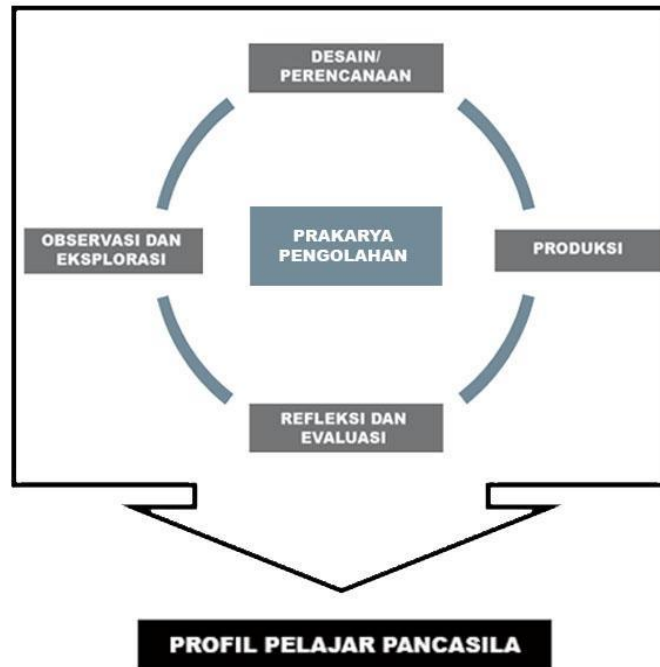 DESAIN/
PERENCANAAN
OBSERVASI DAN
EKSPLORASI
PRAKARYA
PENGOLAHAN
PRODUKSI
REFLEKSI DAN
EVALUASI
PROFIL PELAJAR PANCASILA